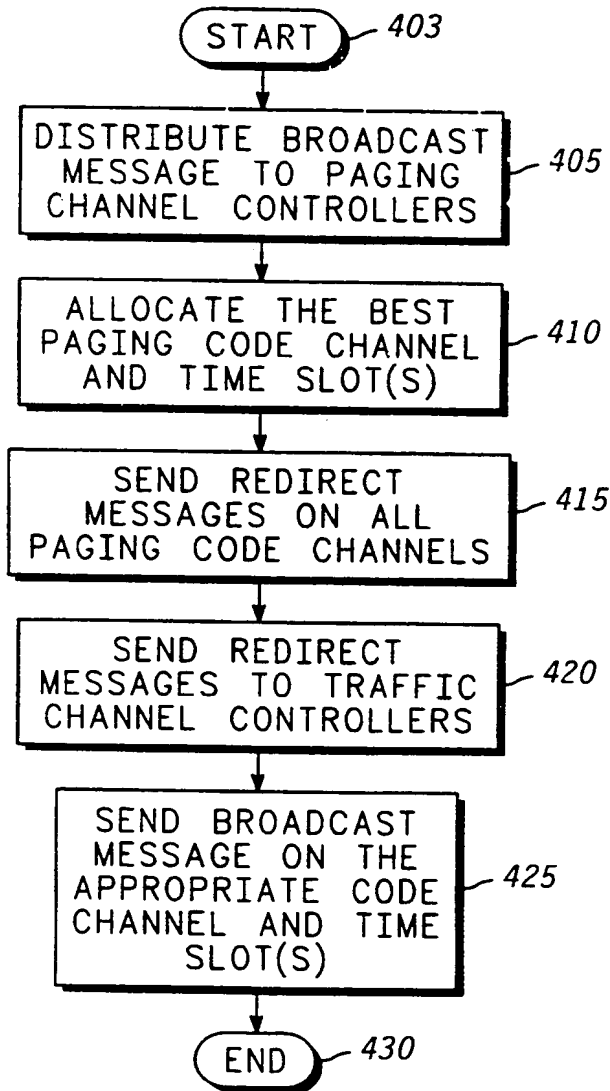 START
403
DISTRIBUTE BROADCAST
MESSAGE TO PAGING
CHANNEL CONTROLLERS
405
ALLOCATE THE BEST
PAGING CODE CHANNEL
AND TIME SLOT(S)
410
SEND REDIRECT
MESSAGES ON ALL
PAGING CODE CHANNELS
415
SEND REDIRECT
MESSAGES TO TRAFFIC
CHANNEL CONTROLLERS
420
SEND BROADCAST
MESSAGE ON THE
APPROPRIATE CODE
CHANNEL AND TIME
SLOT(S)
425
END
430